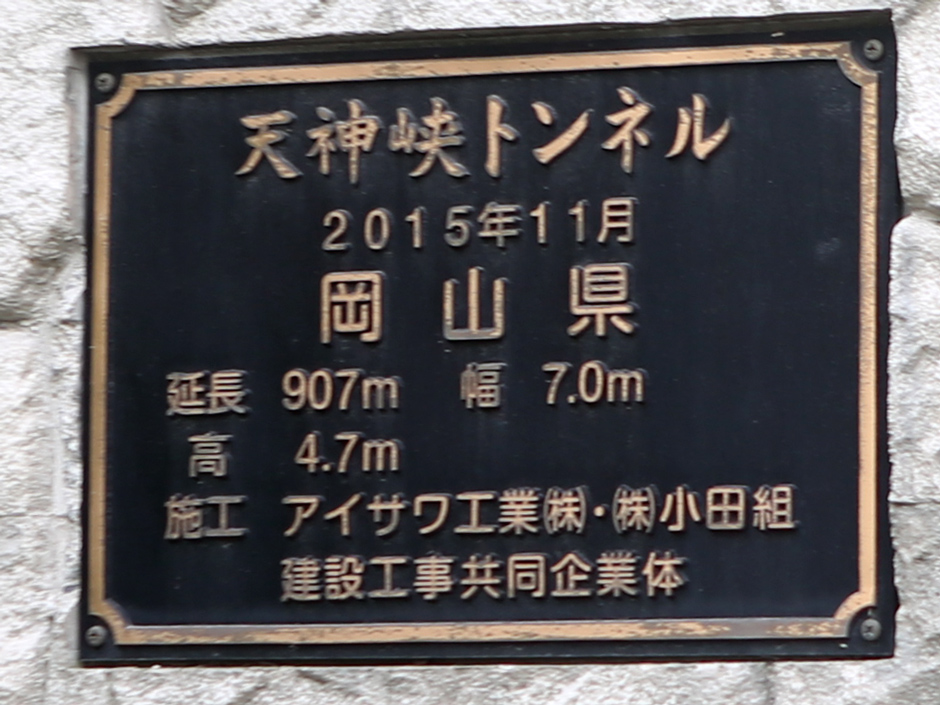 天神峡トンネル
2015年11月
岡山県
延長 907m 幅 7.0m
高 4.7m
施工 アイサワ工業㈱・㈱小田組
建設工事共同企業体